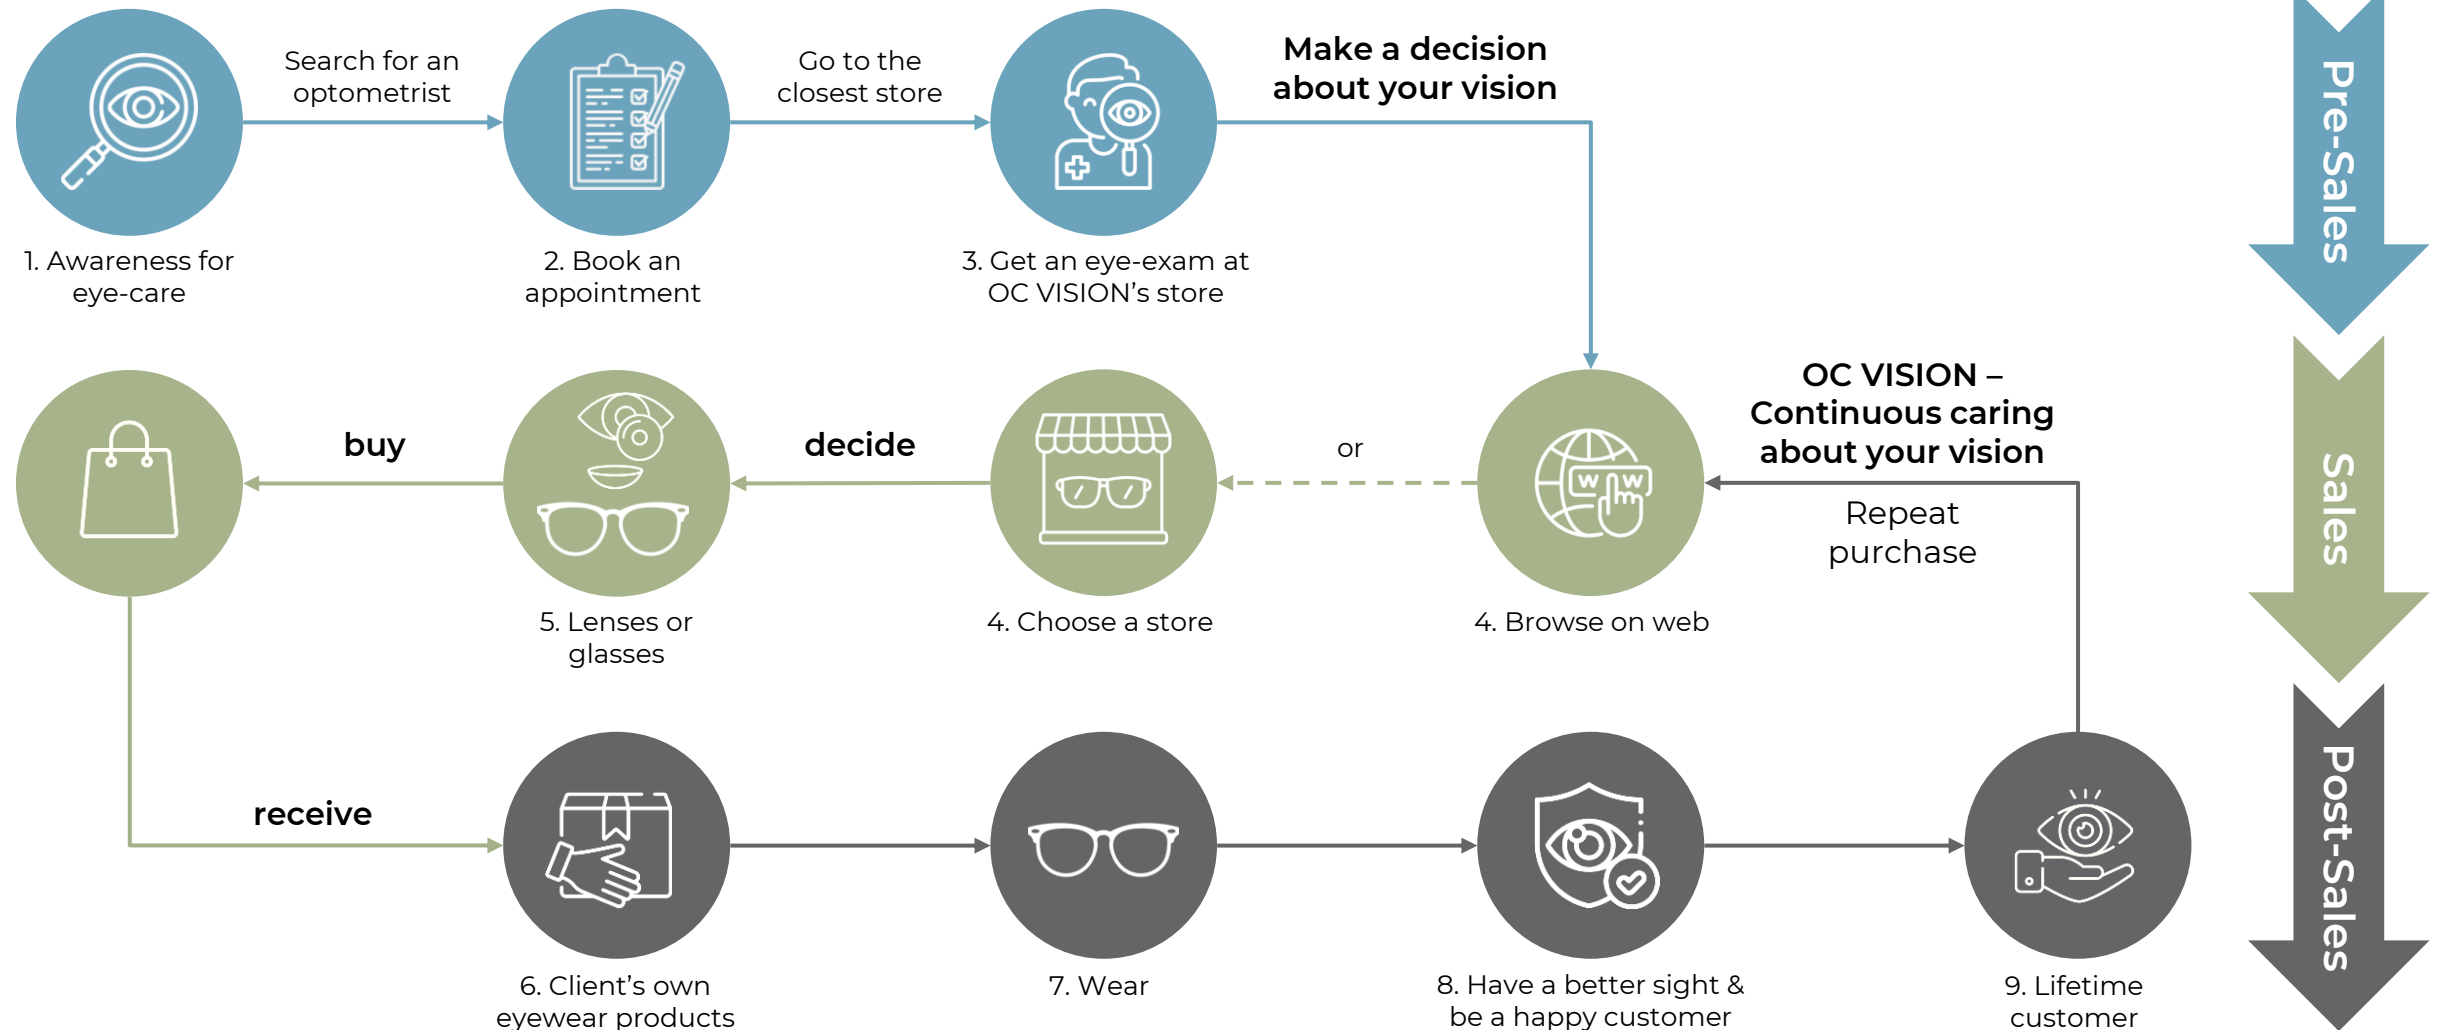 Search for an
optometrist
Go to the
closest store
Make a decision
about your vision
1. Awareness for
eye-care
2. Book an
appointment
3. Get an eye-exam at
OC VISION’s store
Pre-Sales
buy
decide
or
W W
OC VISION –
Continuous caring
about your vision
Repeat
purchase
5. Lenses or
glasses
4. Choose a store
4. Browse on web
Sales
receive
6. Client’s own
eyewear products
7. Wear
8. Have a better sight &
be a happy customer
9. Lifetime
customer
Post-Sales